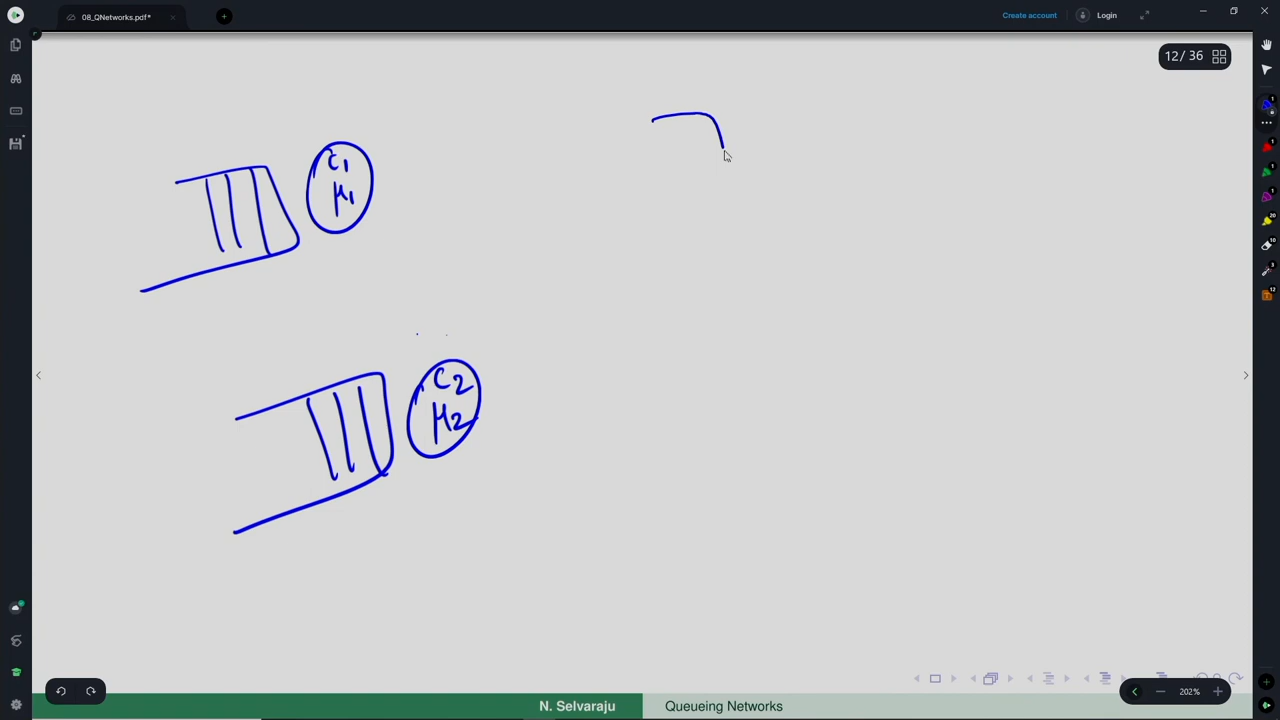 08_QNetworks.pdf*
Create account
Login
12/ 36
c1
μ1
c2
μ2
202%
N. Selvaraju
Queueing Networks